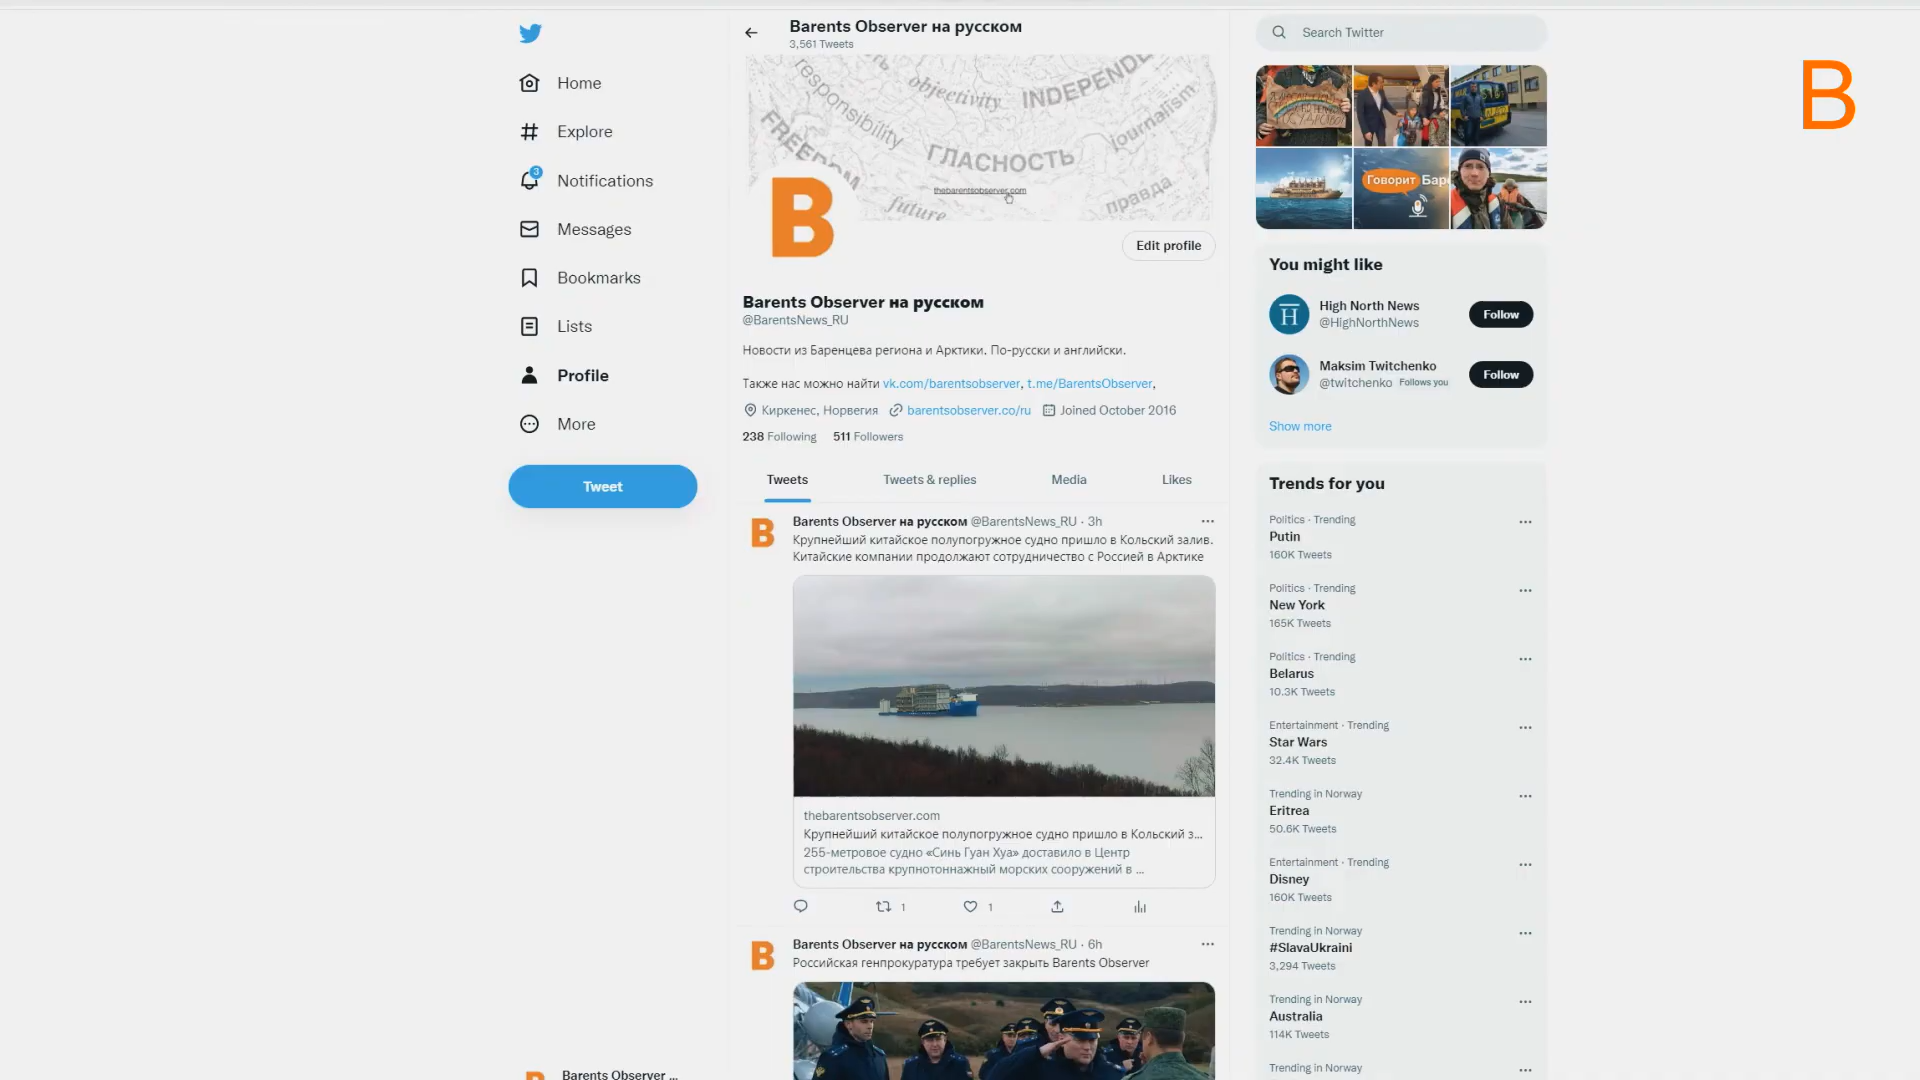 Barents Observer на русском
3,561 Tweets
responsibility
objectivity
INDEPENDE
journalism
FREEDOM
ГЛАСНОСТЬ
thebarentsobserver.com
правда
future
B
Edit profile
Barents Observer на русском
@BarentsNews_RU
Новости из Баренцева региона и Арктики. По-русски и английски.
Также нас можно найти vk.com/barentsobserver, t.me/BarentsObserver,
Киркенес, Норвегия barentsobserver.co/ru Joined October 2016
238 Following 511 Followers
Tweets Tweets & replies Media Likes
B
Barents Observer на русском @BarentsNews_RU · 3h
Крупнейший китайское полупогружное судно пришло в Кольский залив.
Китайские компании продолжают сотрудничество с Россией в Арктике
thebarentsobserver.com
Крупнейший китайское полупогружное судно пришло в Кольский з...
255-метровое судно «Синь Гуан Хуа» доставило в Центр
строительства крупнотоннажный морских сооружений в ...
1 1
B
Barents Observer на русском @BarentsNews_RU · 6h
Российская генпрокуратура требует закрыть Barents Observer
Home
Explore
3
Notifications
Messages
Bookmarks
Lists
Profile
More
Tweet
B
Barents Observer ...
Search Twitter
Говорит Бар
You might like
H
High North News
@HighNorthNews
Follow
Maksim Twitchenko
@twitchenko Follows you
Follow
Show more
Trends for you
Politics · Trending
Putin
160K Tweets
Politics · Trending
New York
165K Tweets
Politics · Trending
Belarus
10.3K Tweets
Entertainment · Trending
Star Wars
32.4K Tweets
Trending in Norway
Eritrea
50.6K Tweets
Entertainment · Trending
Disney
160K Tweets
Trending in Norway
#SlavaUkraini
3,294 Tweets
Trending in Norway
Australia
114K Tweets
Trending in Norway
B